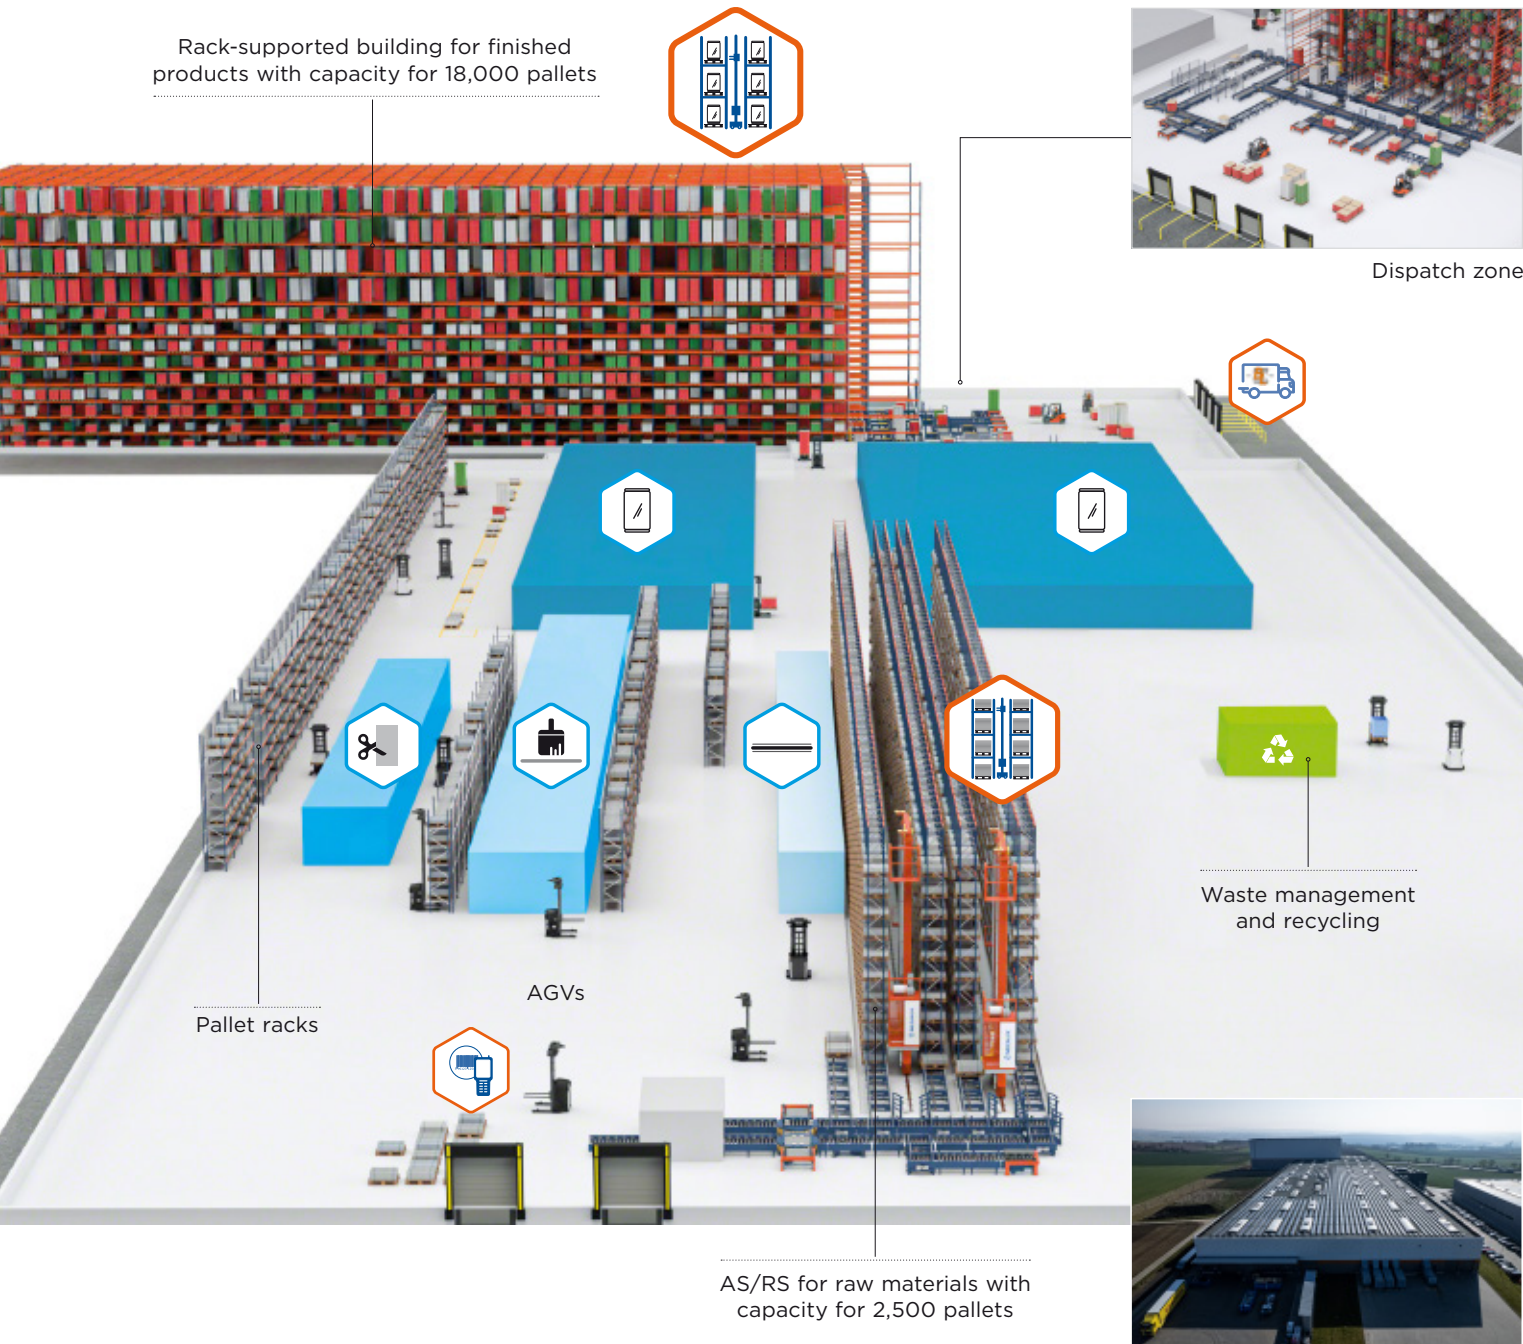 Rack-supported building for finished
products with capacity for 18,000 pallets
Dispatch zone
Waste management
and recycling
AGVs
Pallet racks
AS/RS for raw materials with
capacity for 2,500 pallets